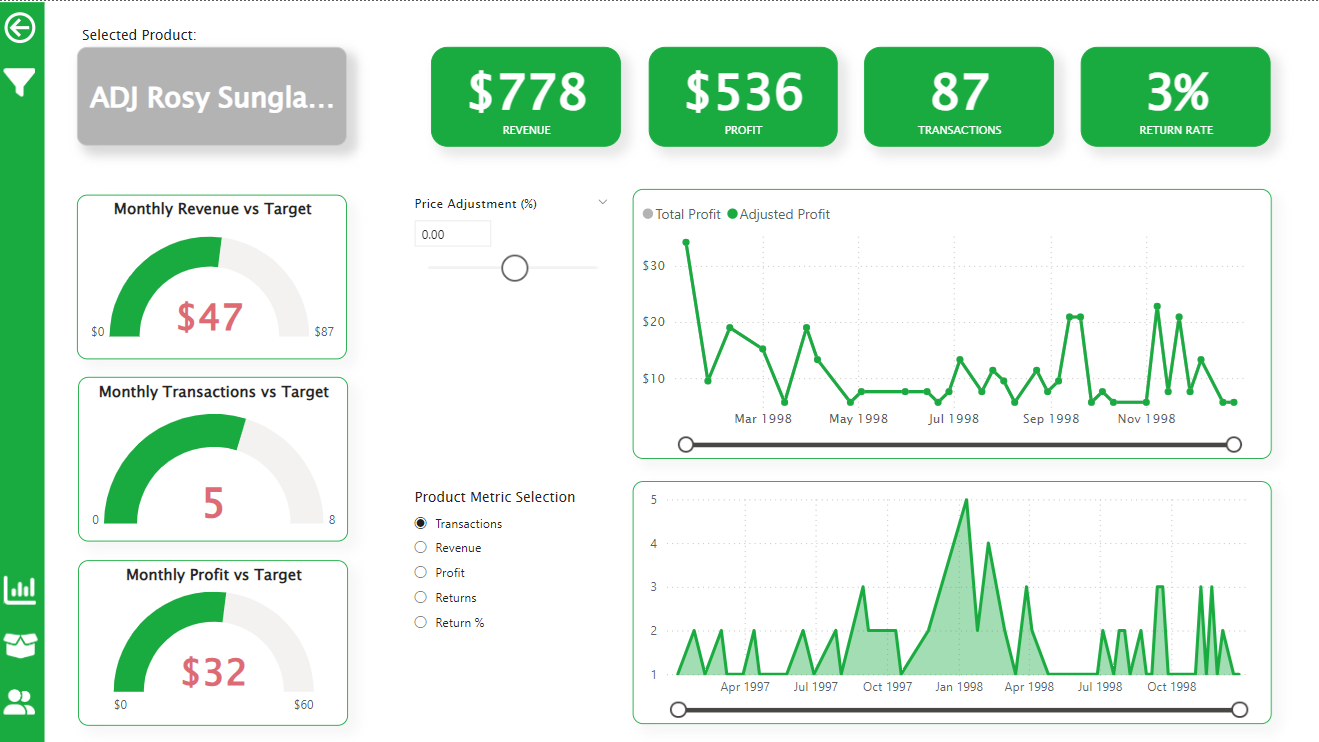 Selected Product:
ADJ Rosy Sungla...
$778
REVENUE
$536
PROFIT
87
TRANSACTIONS
3%
RETURN RATE
Monthly Revenue vs Target
$47
$0
$87
Monthly Transactions vs Target
5
0
8
Monthly Profit vs Target
$32
$0
$60
Price Adjustment (%)
0.00
Product Metric Selection
Transactions
Revenue
Profit
Returns
Return %
Total Profit Adjusted Profit
$30
$20
$10
Mar 1998 May 1998 Jul 1998 Sep 1998 Nov 1998
5
4
3
2
1
Apr 1997 Jul 1997 Oct 1997 Jan 1998 Apr 1998 Jul 1998 Oct 1998